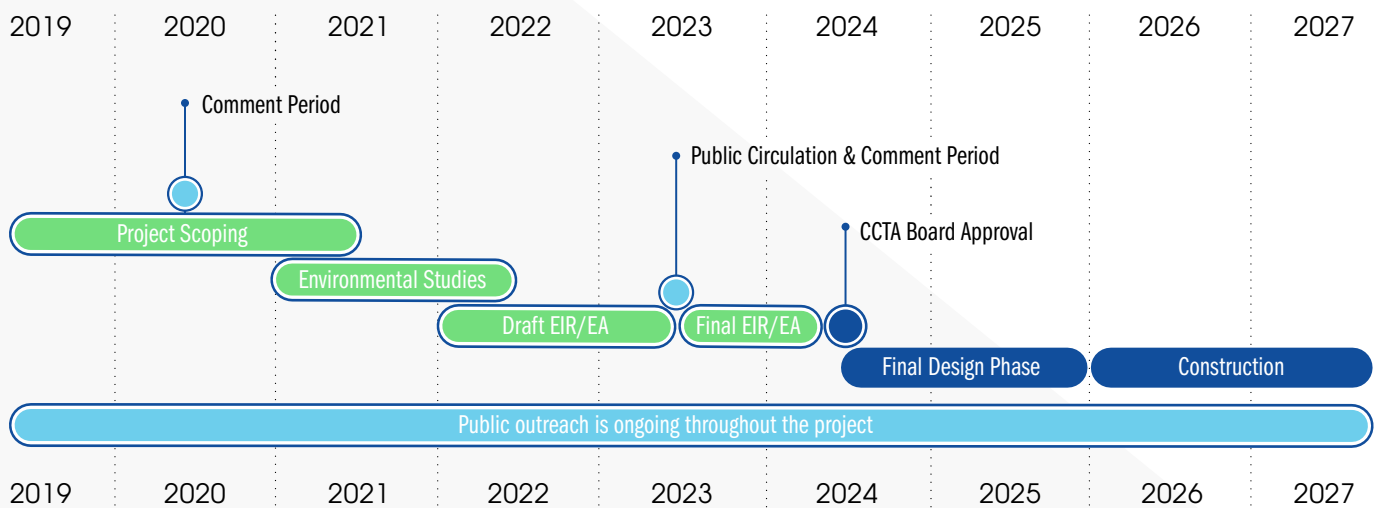 2019 2020 2021 2022 2023 2024 2025 2026 2027
Comment Period
Public Circulation & Comment Period
CCTA Board Approval
Project Scoping
Environmental Studies
Draft EIR/EA
Final EIR/EA
Final Design Phase
Construction
Public outreach is ongoing throughout the project
2019 2020 2021 2022 2023 2024 2025 2026 2027